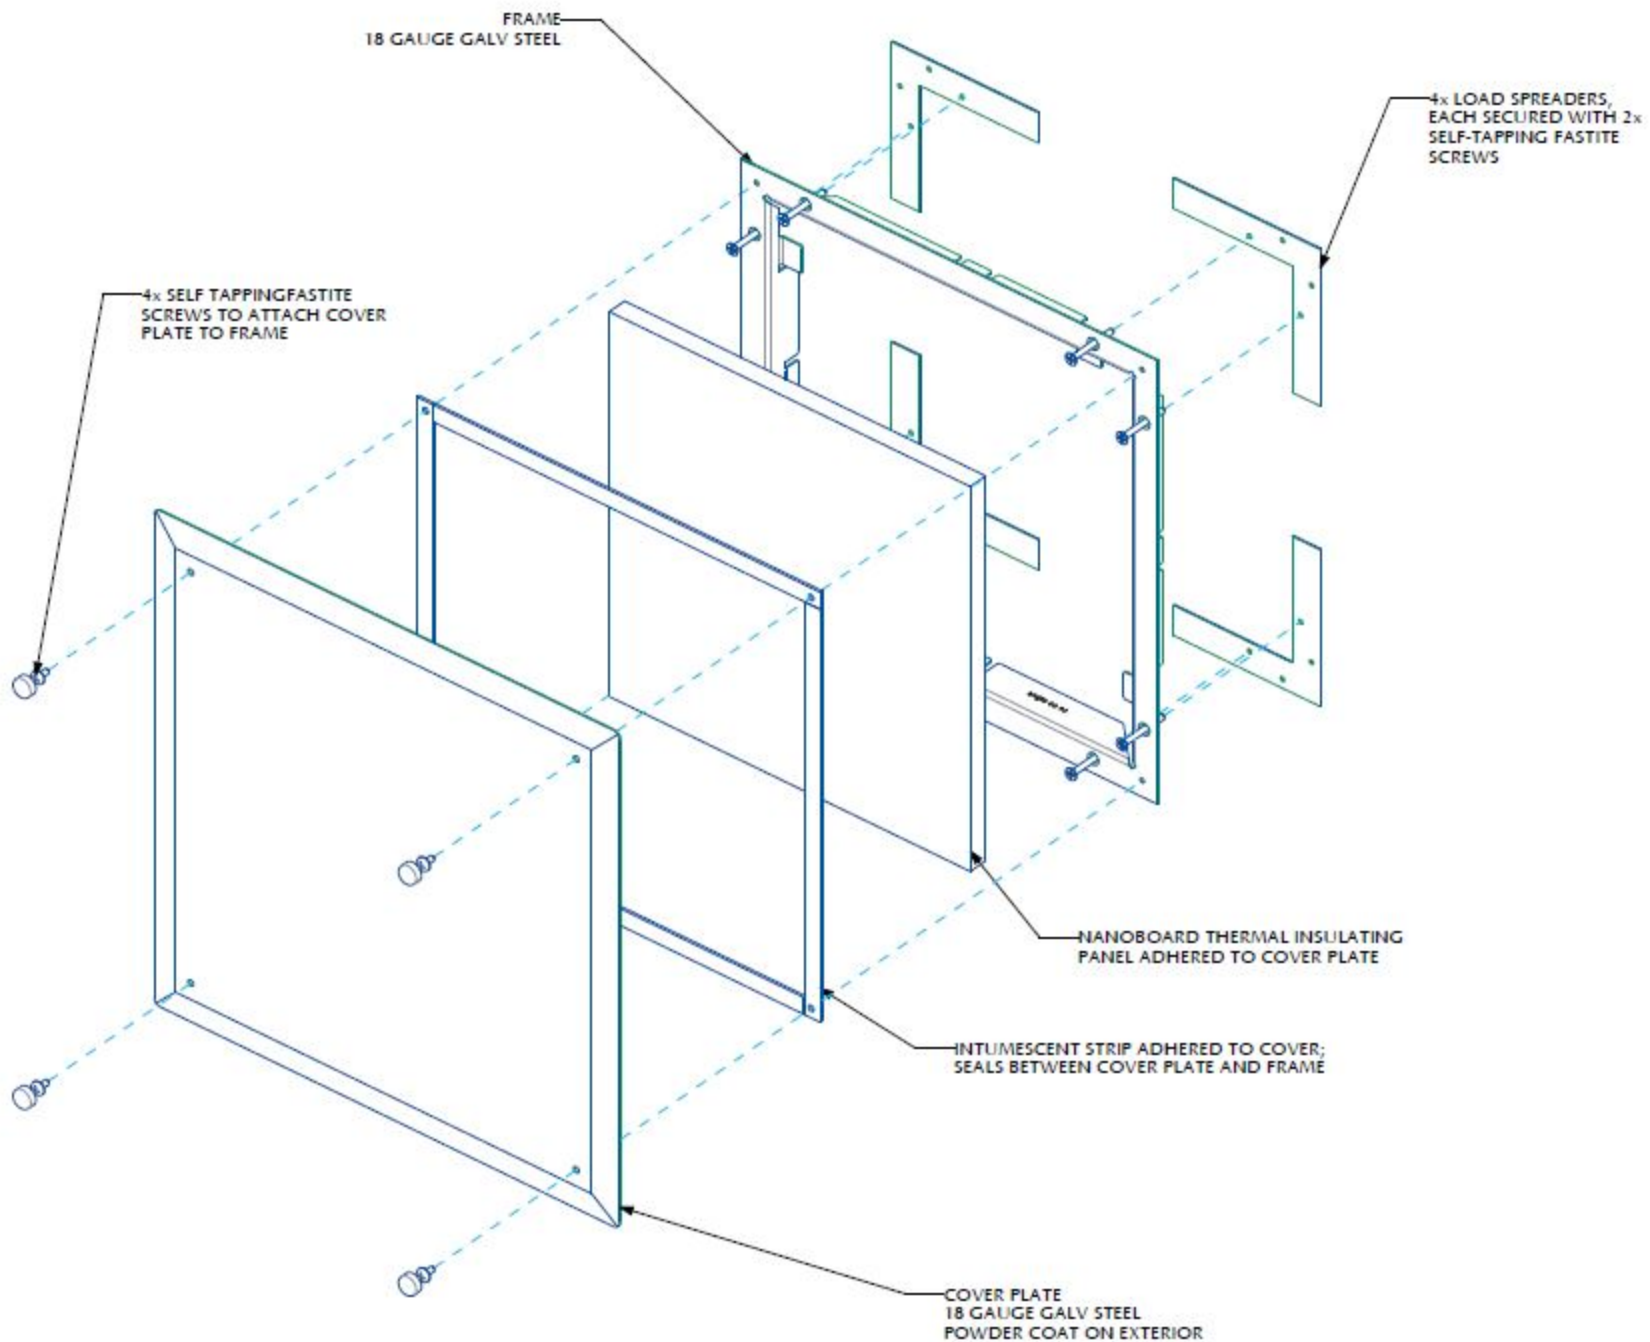 FRAME
18 GAUGE GALV STEEL
4x LOAD SPREADERS,
EACH SECURED WITH 2x
SELF-TAPPING FASTITE
SCREWS
4x SELF TAPPINGFASTITE
SCREWS TO ATTACH COVER
PLATE TO FRAME
NANOBOARD THERMAL INSULATING
PANEL ADHERED TO COVER PLATE
INTUMESCENT STRIP ADHERED TO COVER;
SEALS BETWEEN COVER PLATE AND FRAME
COVER PLATE
18 GAUGE GALV STEEL
POWDER COAT ON EXTERIOR